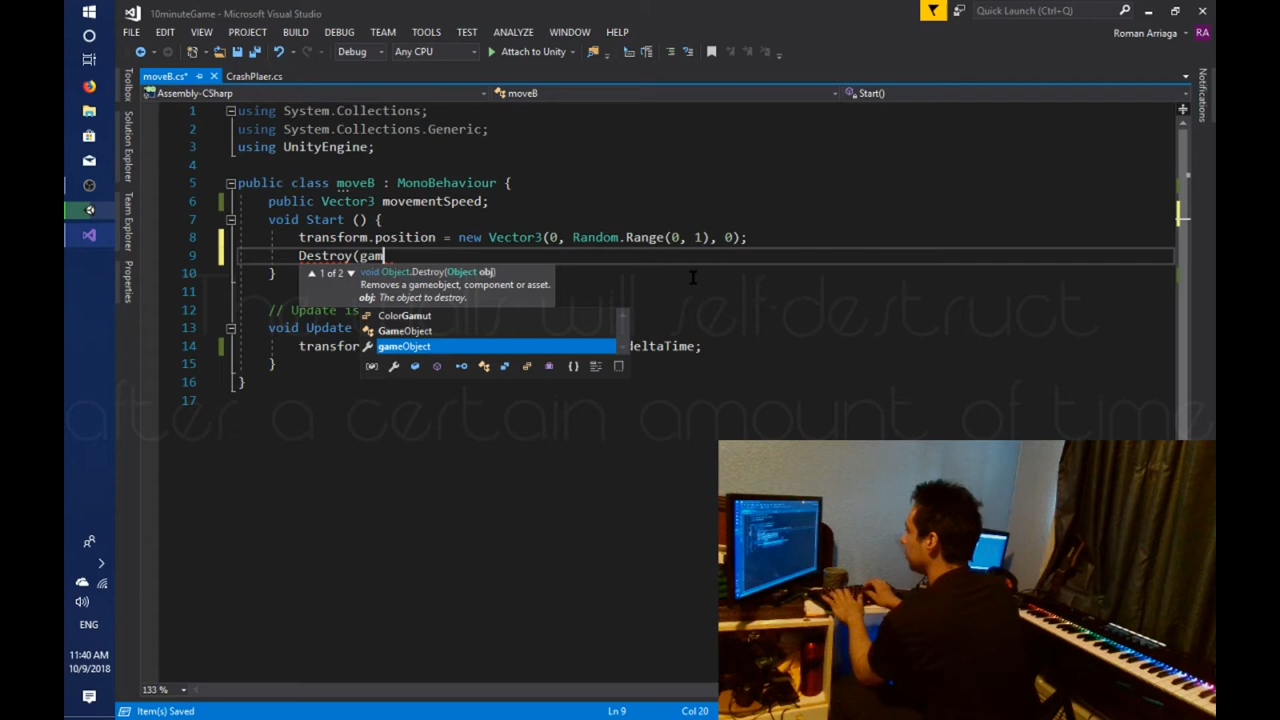 10minuteGame - Microsoft Visual Studio
Quick Launch (Ctrl+Q)
FILE EDIT VIEW PROJECT BUILD DEBUG TEAM TOOLS TEST ANALYZE WINDOW HELP
Roman Arriaga RA
Debug Any CPU Attach to Unity
moveB.cs* CrashPlaer.cs
Assembly-CSharp moveB Start()
Toolbox
Solution Explorer
Team Explorer
Notifications
1 using System.Collections;
2 using System.Collections.Generic;
3 using UnityEngine;
4
5 public class moveB : MonoBehaviour {
6 public Vector3 movementSpeed;
7 void Start () {
8 transform.position = new Vector3(0, Random.Range(0, 1), 0);
9 Destroy(gam
10 }
1 of 2 void Object.Destroy(Object obj)
Removes a gameobject, component or asset.
obj: The object to destroy.
11
12 // Update is
ColorGamut
13 void Update
GameObject
14 transfor deltaTime;
gameObject
15 }
16 }
17
self-destruct
after a certain amount of time
133 %
Item(s) Saved Ln 9 Col 20
ENG
11:40 AM
10/9/2018